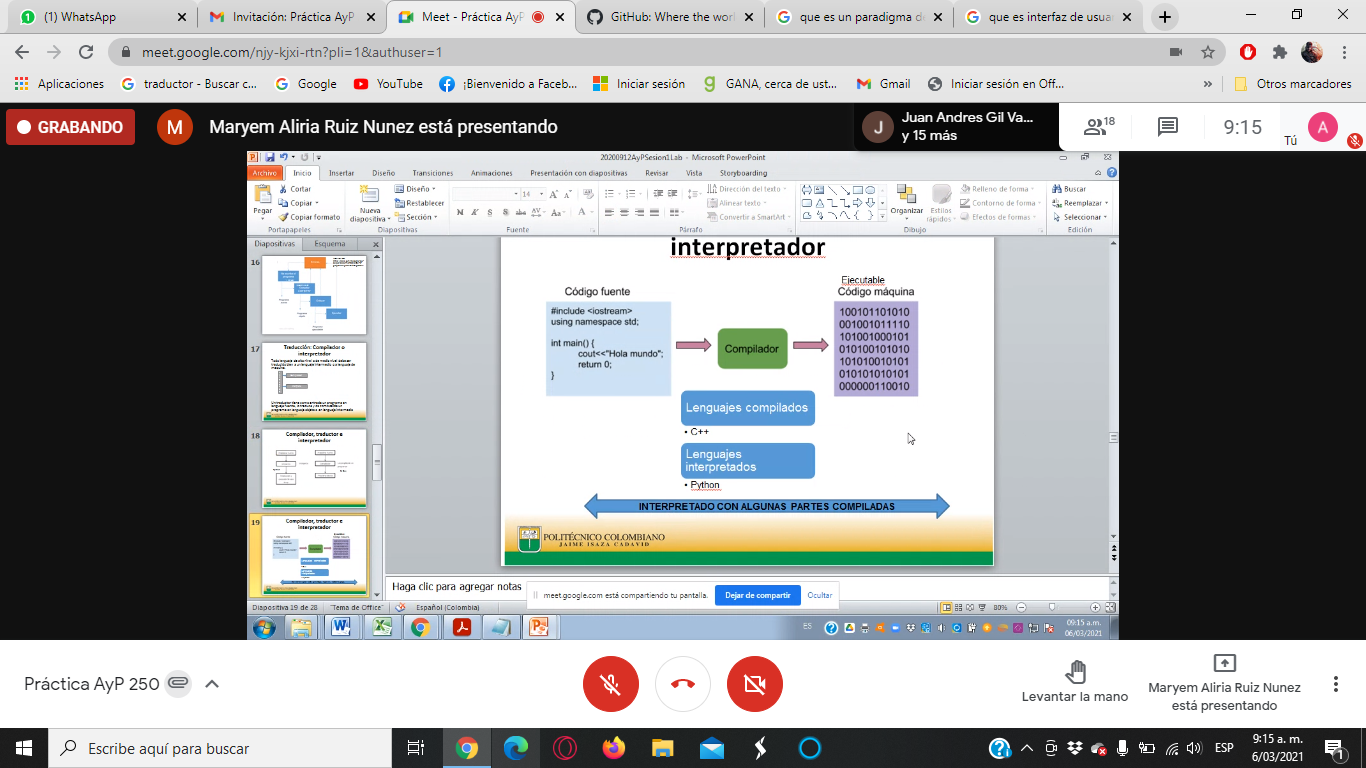 (1) WhatsApp
Invitación: Práctica AyP
Meet - Práctica AyP
GitHub: Where the worl
que es un paradigma de
que es interfaz de usuar
meet.google.com/njy-kjxi-rtn?pli=1&authuser=1
Aplicaciones
traductor - Buscar c...
Google
YouTube
¡Bienvenido a Faceb...
Iniciar sesión
GANA, cerca de ust...
Gmail
Iniciar sesión en Off...
»
Otros marcadores
GRABANDO
M
Maryem Aliria Ruiz Nunez está presentando
J
Juan Andres Gil Va...
y 15 más
18
9:15
Tú
A
20200912AyPSesion1Lab - Microsoft PowerPoint
Archivo
Inicio
Insertar
Diseño
Transiciones
Animaciones
Presentación con diapositivas
Revisar
Vista
Storyboarding
Pegar
Cortar
Copiar
Copiar formato
Portapapeles
Nueva
diapositiva
Diseño
Restablecer
Sección
Diapositivas
14
N K S S abc AV Aa A
Fuente
Dirección del texto
Alinear texto
Convertir a SmartArt
Párrafo
Organizar
Estilos
rápidos
Relleno de forma
Contorno de forma
Efectos de formas
Dibujo
Buscar
Reemplazar
Seleccionar
Edición
Diapositivas
Esquema
16
17
Traducción: Compilador o
interpretador
18
Compilador, traductor e
interpretador
19
Compilador, traductor e
interpretador
interpretador
Código fuente
#include <iostream>
using namespace std;
int main() {
cout<<"Hola mundo";
return 0;
}
Compilador
Ejecutable
Código máquina
100101101010
001001011110
101001000101
010100101010
101010010101
010101010101
000000110010
Lenguajes compilados
• C++
Lenguajes
interpretados
• Python
INTERPRETADO CON ALGUNAS PARTES COMPILADAS
POLITÉCNICO COLOMBIANO
JAIME ISAZA CADAVID
Haga clic para agregar notas
meet.google.com está compartiendo tu pantalla.
Dejar de compartir
Ocultar
Diapositiva 19 de 28
"Tema de Office"
Español (Colombia)
80%
ES
09:15 a.m.
06/03/2021
Práctica AyP 250
Levantar la mano
Maryem Aliria Ruiz Nunez
está presentando
Escribe aquí para buscar
ESP
9:15 a. m.
6/03/2021
1